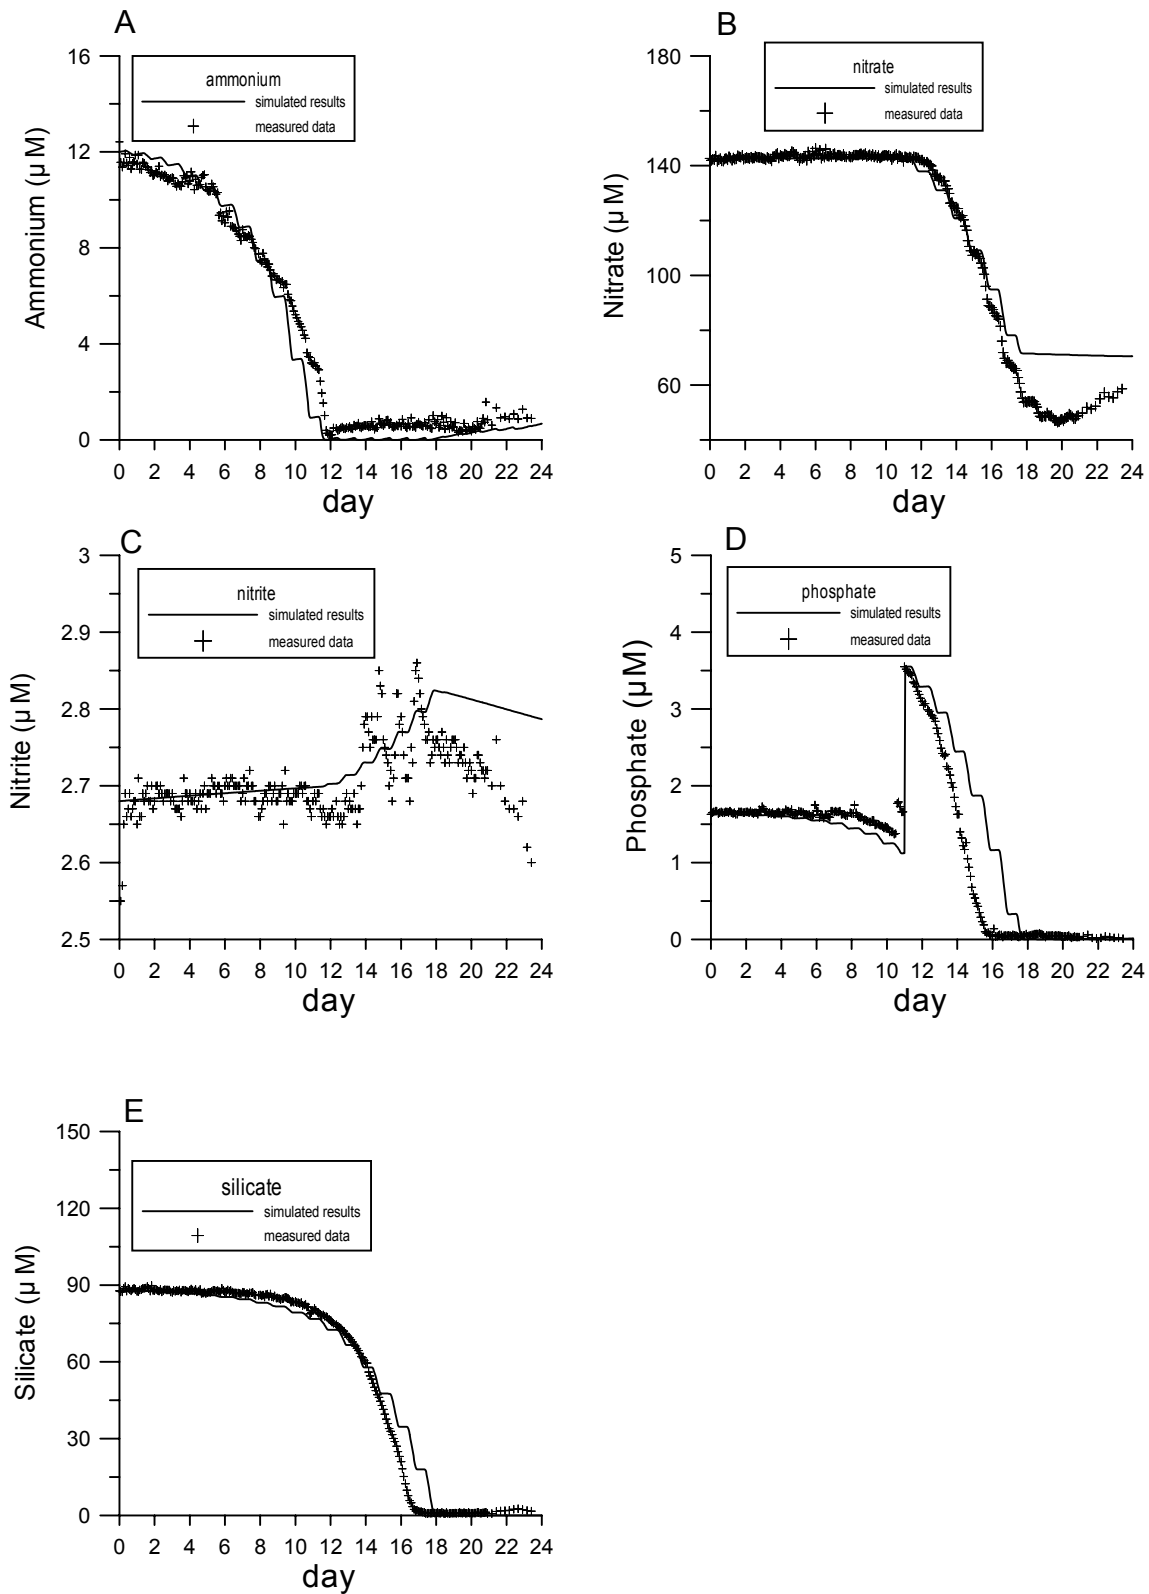 A
16
12
8
4
0
Ammonium (µ M)
ammonium
simulated results
measured data
0 2 4 6 8 10 12 14 16 18 20 22 24
day
B
180
140
100
60
Nitrate (µ M)
nitrate
simulated results
measured data
0 2 4 6 8 10 12 14 16 18 20 22 24
day
C
3
2.9
2.8
2.7
2.6
2.5
Nitrite (µ M)
nitrite
simulated results
measured data
0 2 4 6 8 10 12 14 16 18 20 22 24
day
D
5
4
3
2
1
0
Phosphate (µ M)
phosphate
simulated results
measured data
0 2 4 6 8 10 12 14 16 18 20 22 24
day
E
150
120
90
60
30
0
Silicate (µ M)
silicate
simulated results
measured data
0 2 4 6 8 10 12 14 16 18 20 22 24
day